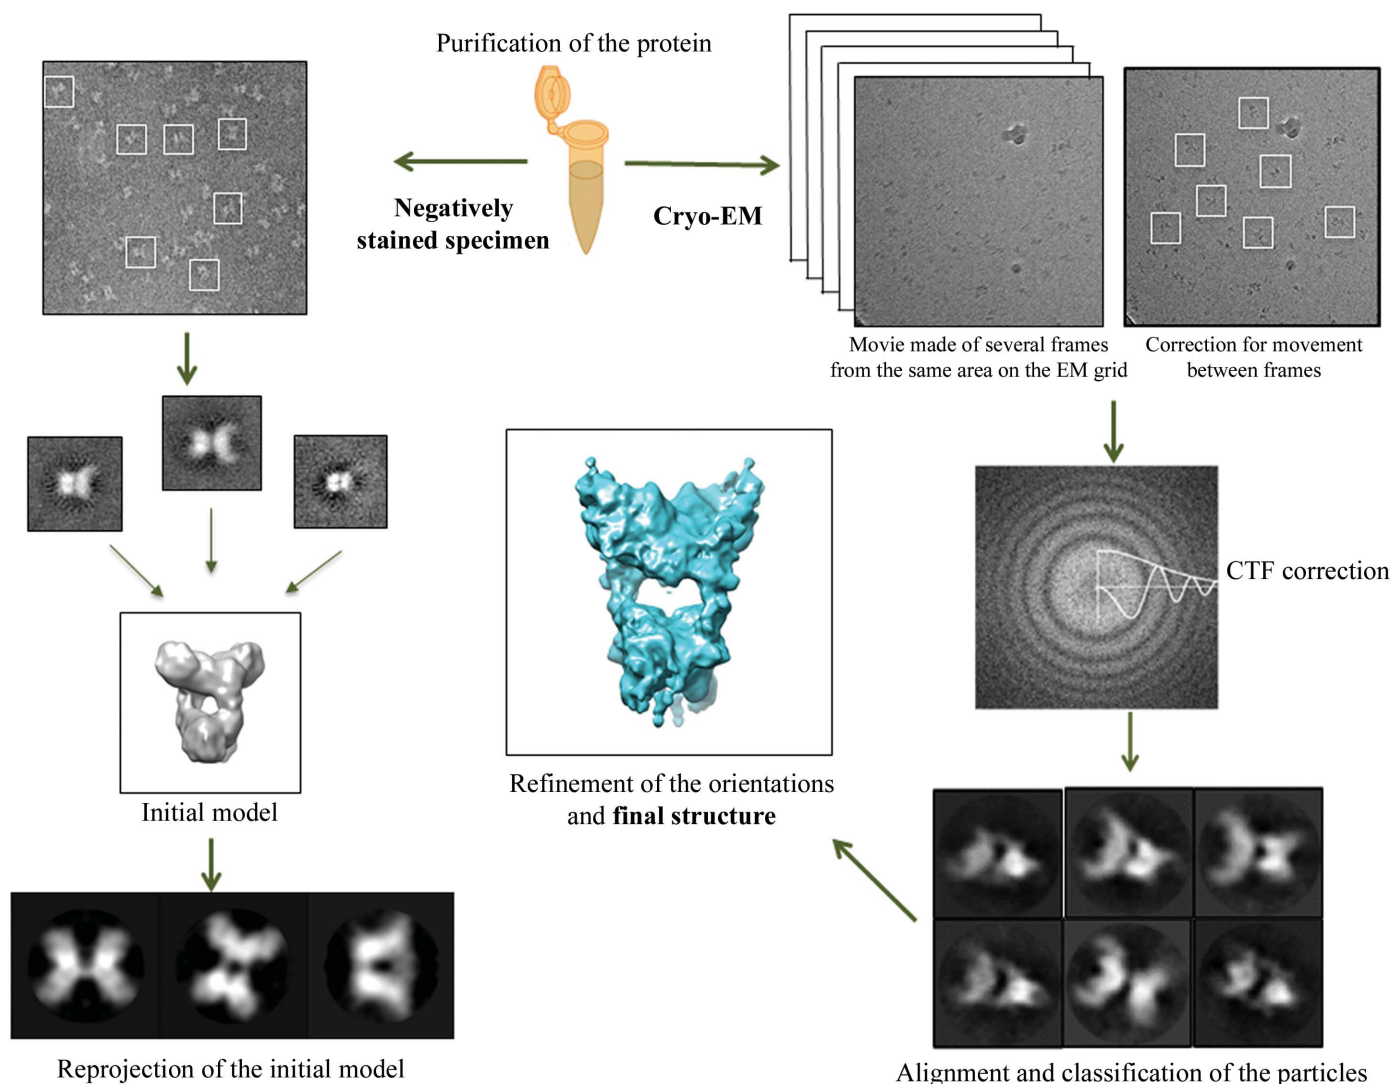 Purification of the protein
Negatively
stained specimen
Cryo-EM
Movie made of several frames
from the same area on the EM grid
Correction for movement
between frames
CTF correction
Initial model
Refinement of the orientations
and final structure
Reprojection of the initial model
Alignment and classification of the particles